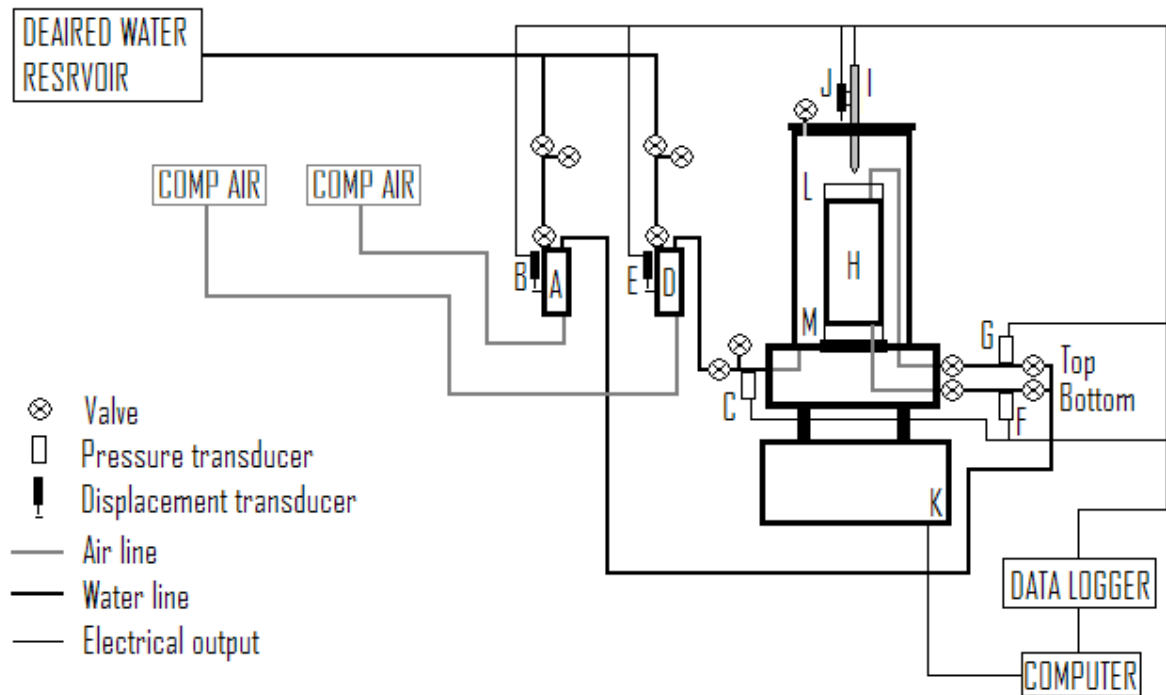 DEAIRED WATER
RESRVOIR
COMP AIR
COMP AIR
J
I
L
H
B
A
E
D
M
G
Top
Bottom
C
F
K
Valve
Pressure transducer
Displacement transducer
Air line
Water line
Electrical output
DATA LOGGER
COMPUTER